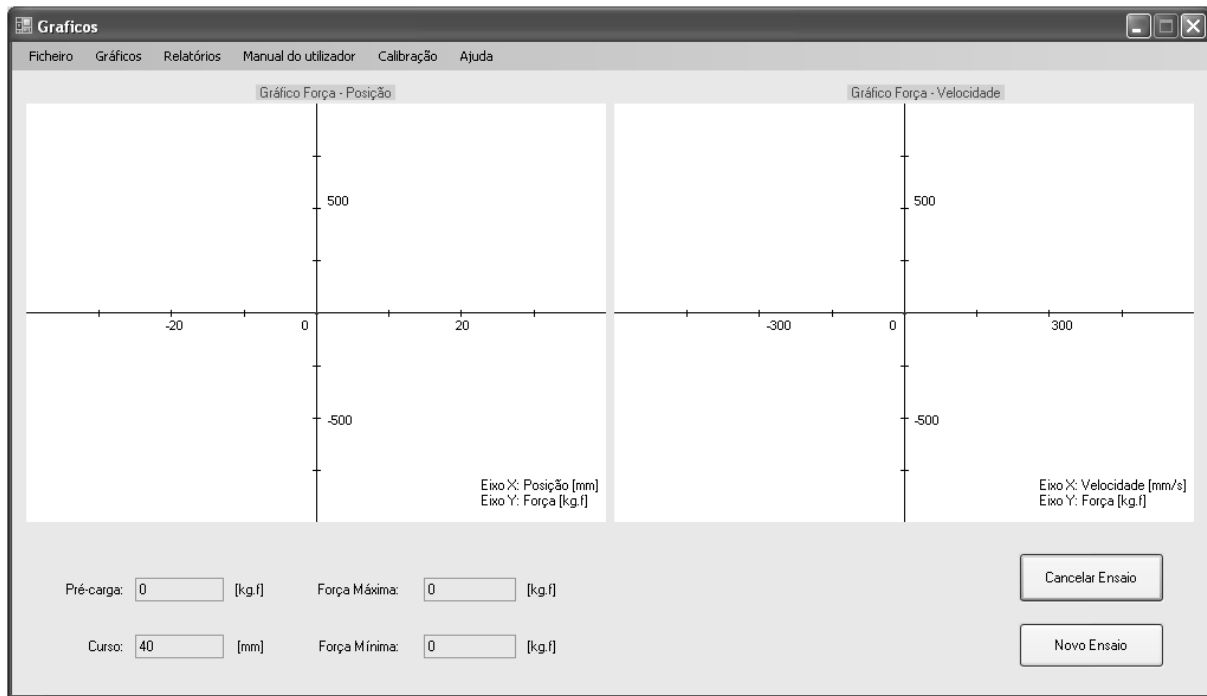 Graficos
Ficheiro Gráficos Relatórios Manual do utilizador Calibração Ajuda
Gráfico Força - Posição
500
-20 0 20
-500
Eixo X: Posição [mm]
Eixo Y: Força [kg.f]
Gráfico Força - Velocidade
500
-300 0 300
-500
Eixo X: Velocidade [mm/s]
Eixo Y: Força [kg.f]
Pré-carga: 0 [kg.f] Força Máxima: 0 [kg.f]
Cancelar Ensaio
Curso: 40 [mm] Força Mínima: 0 [kg.f]
Novo Ensaio